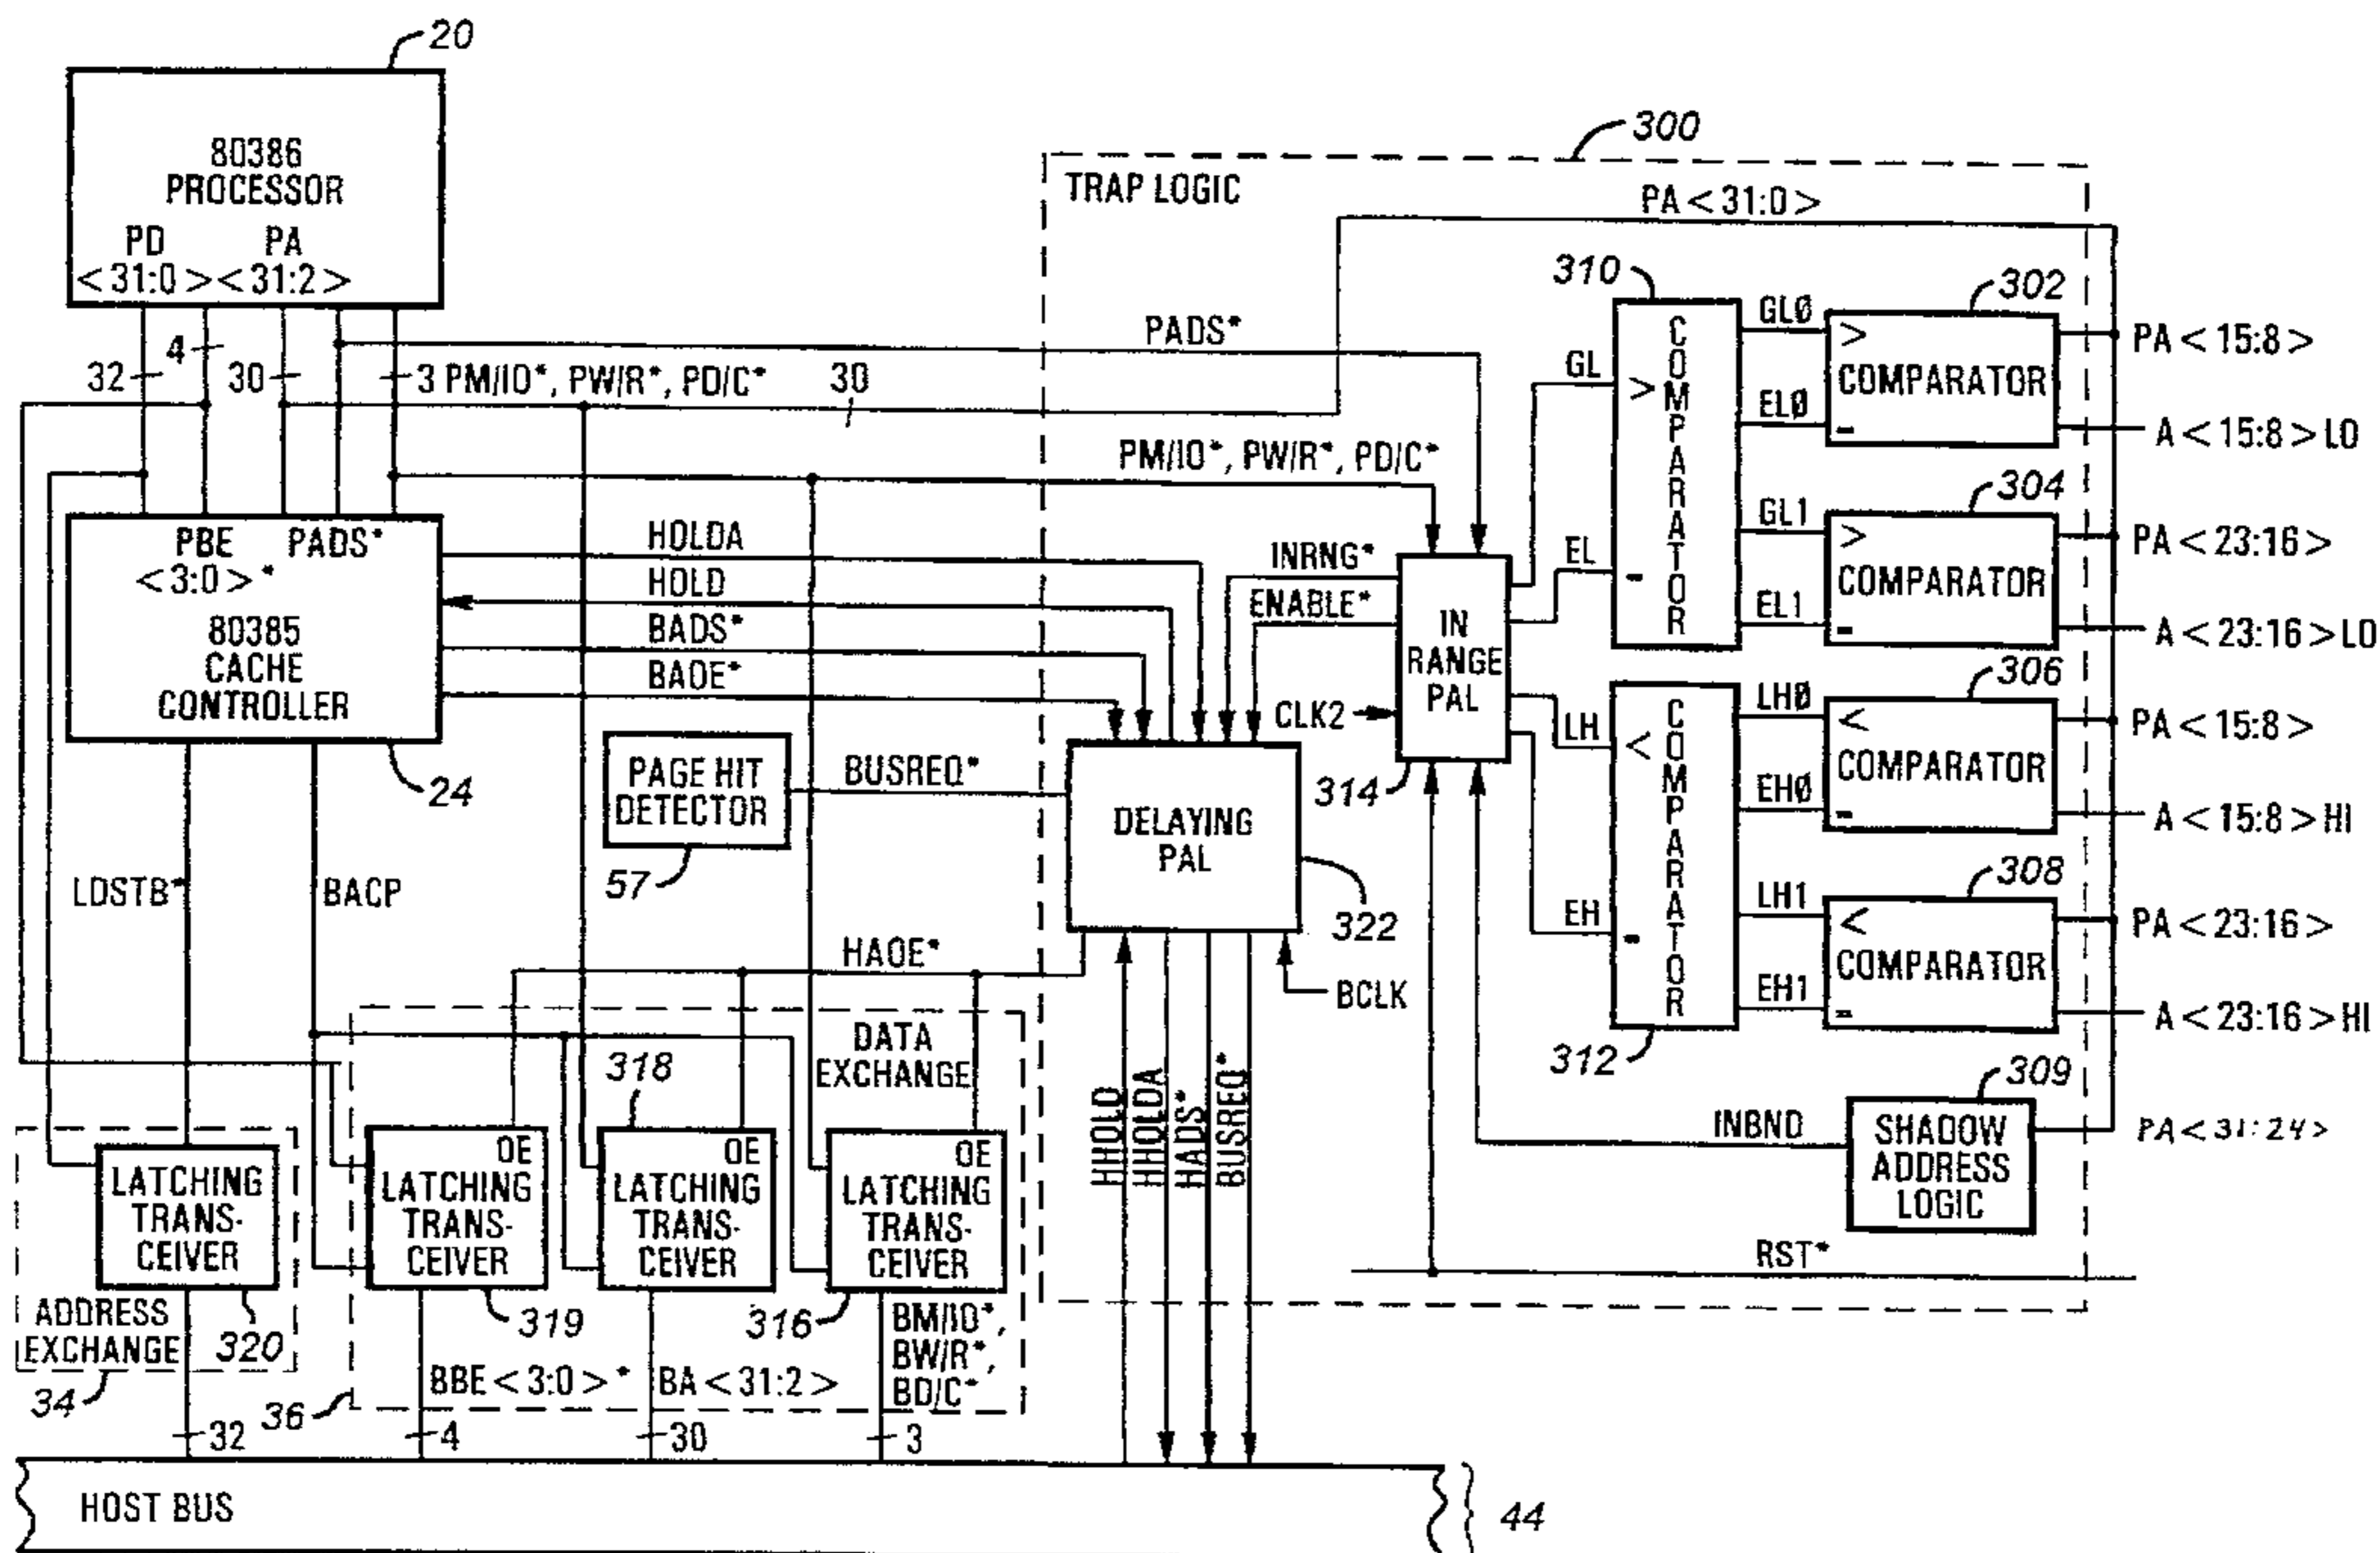 20
80386
PROCESSOR
PD PA
<31:0> <31:2>
32
4
30
3 PM/IO*, PW/R*, PD/C*
30
PADS*
PM/IO*, PW/R*, PD/C*
300
TRAP LOGIC
PA<31:0>
PBE PADS*
<3:0>*
80385
CACHE
CONTROLLER
24
HOLDA
HOLD
BADS*
BAOE*
PAGE HIT
DETECTOR
57
BUSREQ*
INRNG*
ENABLE*
CLK2
IN
RANGE
PAL
314
DELAYING
PAL
322
BCLK
310
>
COMPARATOR
-
GL
EL
GLØ
ELØ
GL1
EL1
302
>
COMPARATOR
-
PA<15:8>
A<15:8>LO
304
>
COMPARATOR
-
PA<23:16>
A<23:16>LO
<
COMPARATOR
-
312
LH
EH
LHØ
EHØ
LH1
EH1
306
<
COMPARATOR
-
PA<15:8>
A<15:8>HI
308
<
COMPARATOR
-
PA<23:16>
A<23:16>HI
309
SHADOW
ADDRESS
LOGIC
PA<31:24>
INBND
RST*
LDSTB*
BACP
HAOE*
DATA
EXCHANGE
HHOLD
HHOLDA
HADS*
BUSREQ*
LATCHING
TRANS-
CEIVER
ADDRESS
EXCHANGE
320
34
OE
LATCHING
TRANS-
CEIVER
319
318
OE
LATCHING
TRANS-
CEIVER
OE
LATCHING
TRANS-
CEIVER
316
36
BBE<3:0>*
BA<31:2>
BM/IO*,
BW/R*,
BD/C*
32
4
30
3
HOST BUS
44